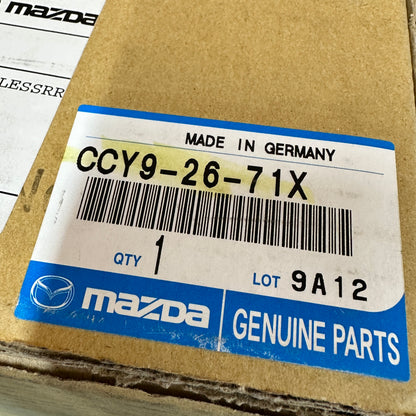 mazda
LESSRR
MADE IN GERMANY
CCY9-26-71X
QTY 1
LOT 9A12
mazda
GENUINE PARTS